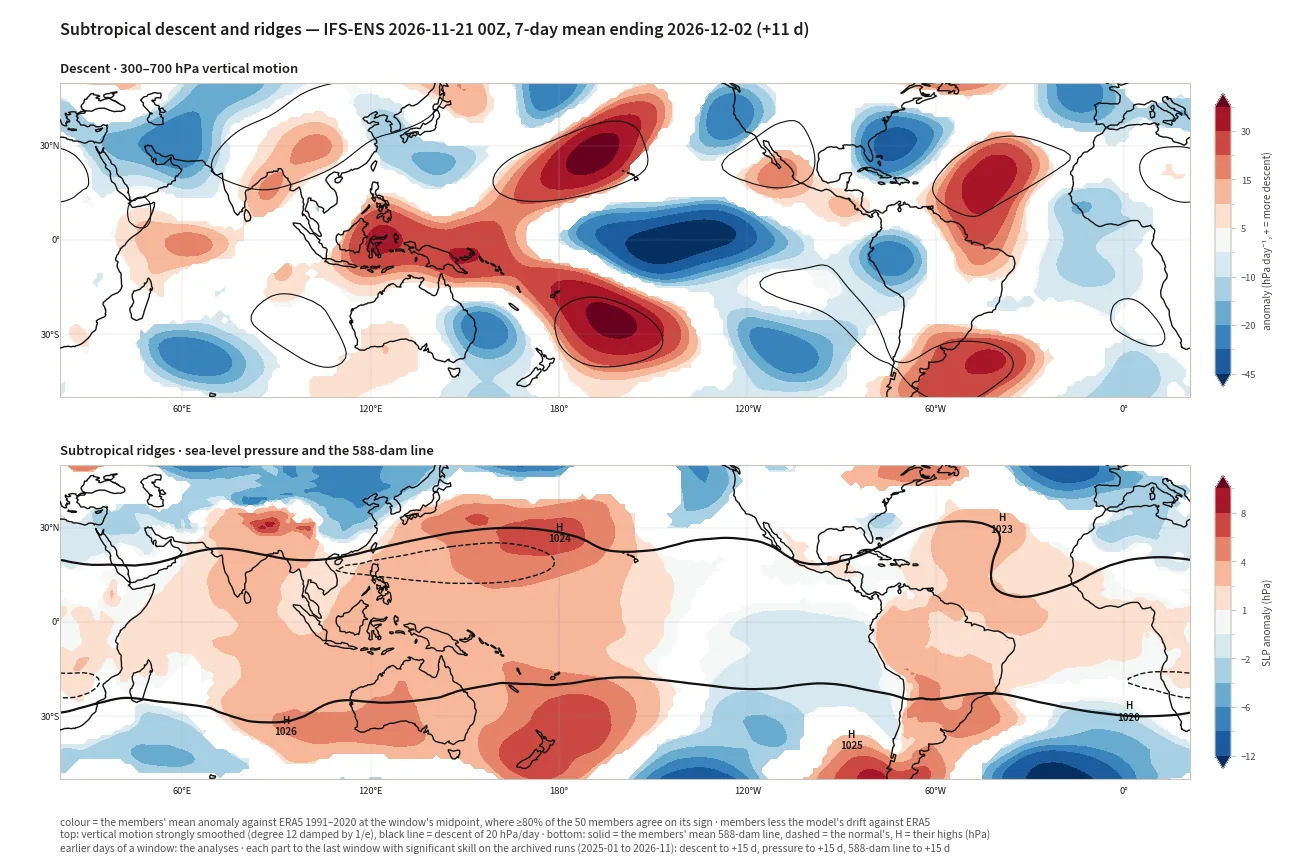 Subtropical descent and ridges — IFS-ENS 2026-11-21 00Z, 7-day mean ending 2026-12-02 (+11 d)
Descent · 300–700 hPa vertical motion
30°N
0°
30°S
60°E
120°E
180°
120°W
60°W
0°
30
15
5
−10
−20
−45
anomaly (hPa day⁻¹, + = more descent)
Subtropical ridges · sea-level pressure and the 588-dam line
H
1024
H
1023
H
1026
H
1025
H
1020
30°N
0°
30°S
60°E
120°E
180°
120°W
60°W
0°
8
4
1
−2
−6
−12
SLP anomaly (hPa)
colour = the members' mean anomaly against ERA5 1991–2020 at the window's midpoint, where ≥80% of the 50 members agree on its sign · members less the model's drift against ERA5
top: vertical motion strongly smoothed (degree 12 damped by 1/e), black line = descent of 20 hPa/day · bottom: solid = the members' mean 588-dam line, dashed = the normal's, H = their highs (hPa)
earlier days of a window: the analyses · each part to the last window with significant skill on the archived runs (2025-01 to 2026-11): descent to +15 d, pressure to +15 d, 588-dam line to +15 d